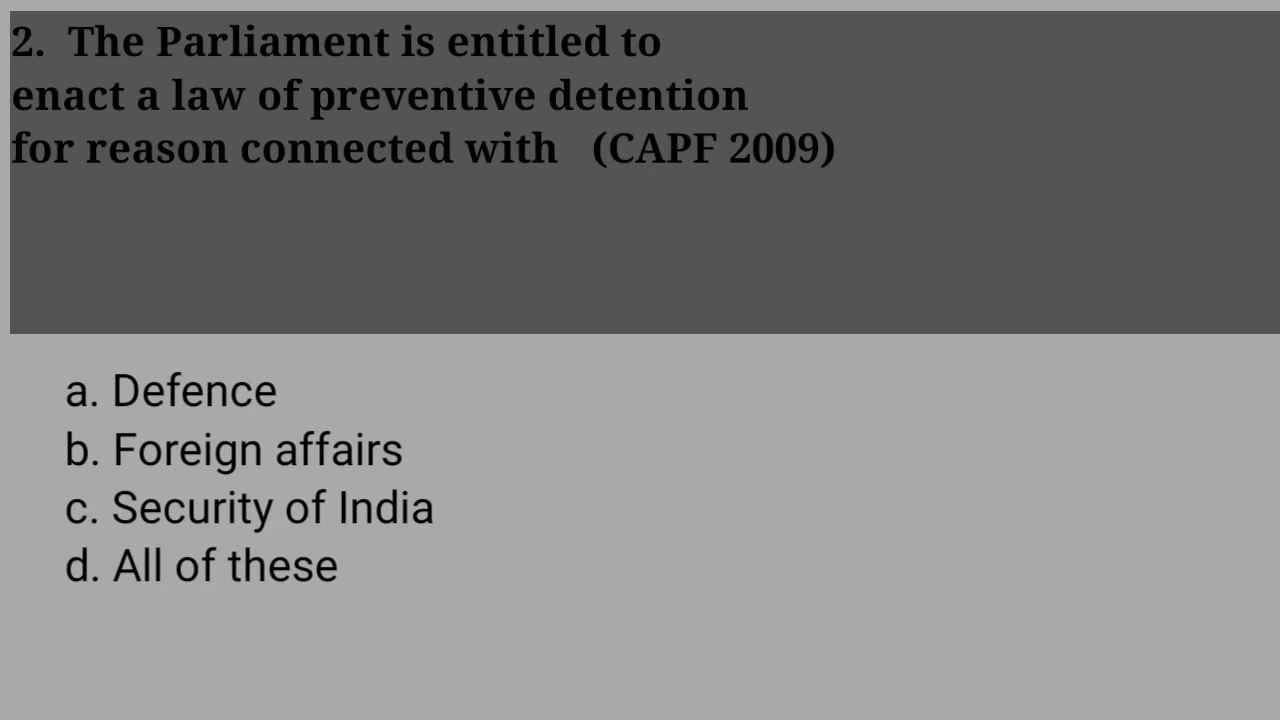 2.  The Parliament is entitled to
enact a law of preventive detention
for reason connected with   (CAPF 2009)
a. Defence
b. Foreign affairs
c. Security of India
d. All of these